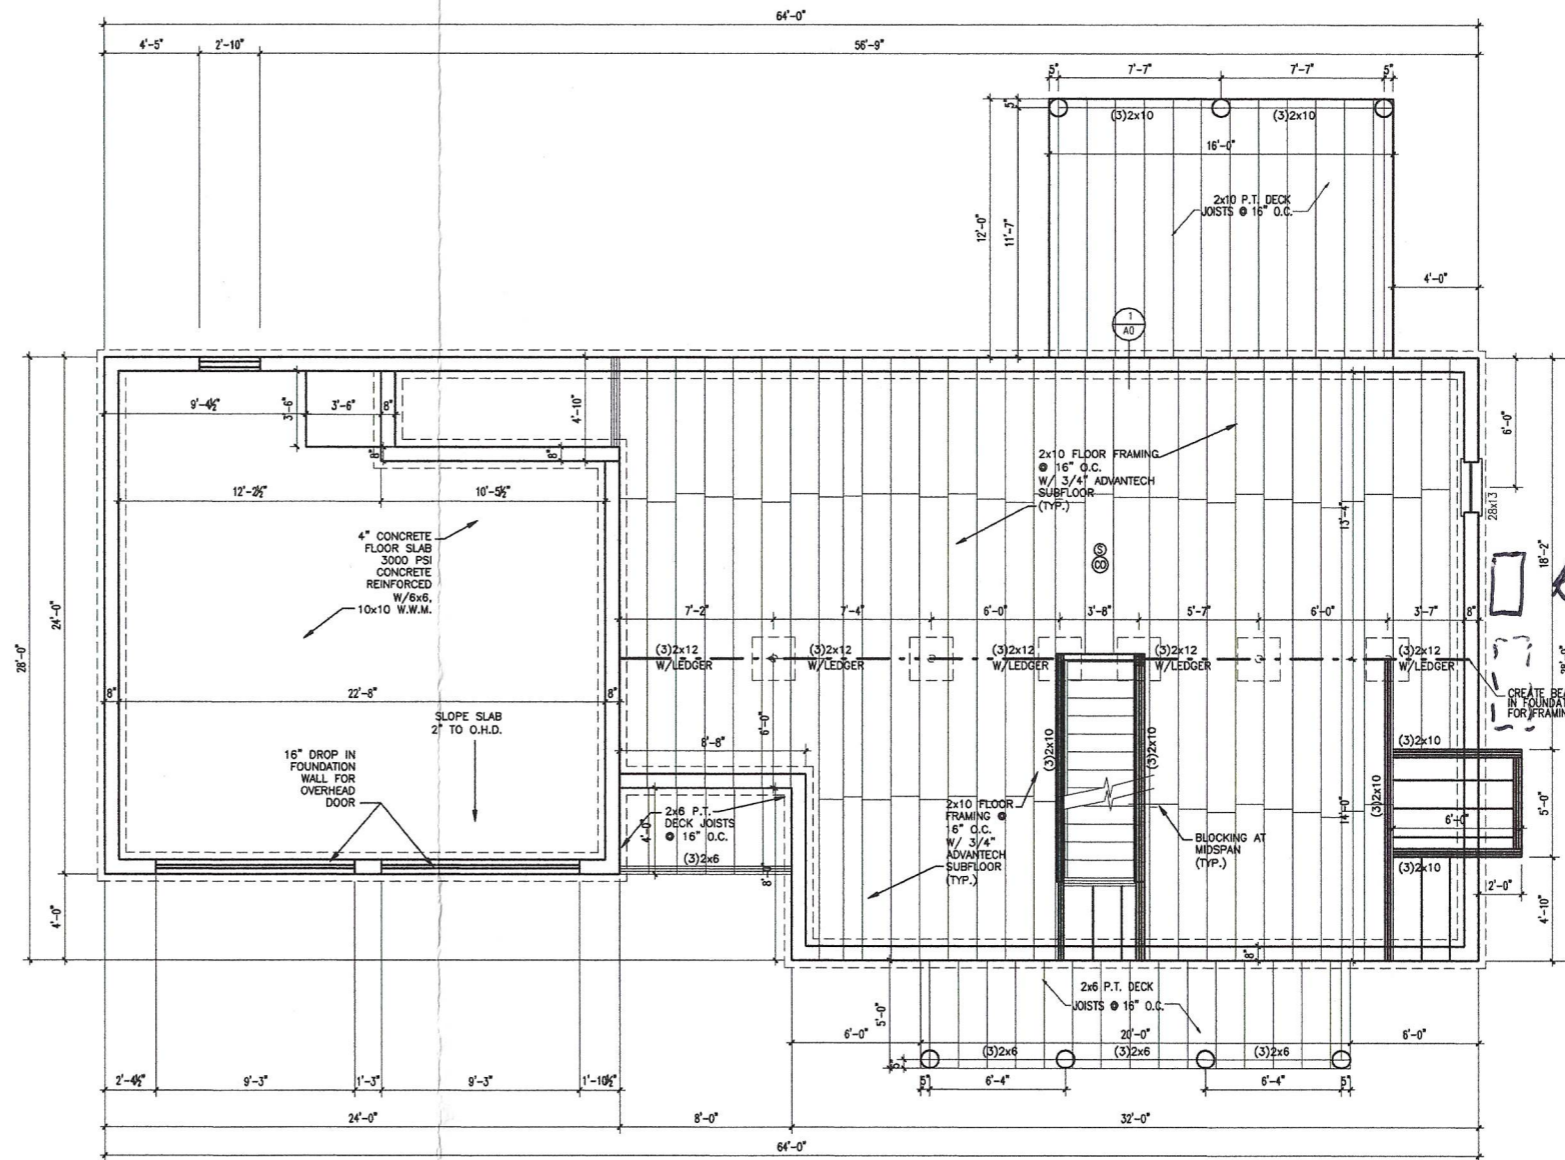 64'-0"
4'-5"
2'-10"
56'-9"
5"
7'-7"
7'-7"
5"
5"
(3)2x10
(3)2x10
16'-0"
2x10 P.T. DECK
JOISTS @ 16" O.C.
12'-0"
11'-7"
4'-0"
1
A0
9'-4½"
3'-6"
3'-6"
8"
4'-10"
6'-0"
8"
8"
2x10 FLOOR FRAMING
@ 16" O.C.
W/ 3/4" ADVANTECH
SUBFLOOR
(TYP.)
12'-2½"
10'-5½"
28x13
13'-4"
18'-2"
4" CONCRETE
FLOOR SLAB
3000 PSI
CONCRETE
REINFORCED
W/6x6,
10x10 W.W.M.
S
CO
24'-0"
28'-0"
7'-2"
7'-4"
6'-0"
3'-8"
5'-7"
6'-0"
3'-7"
8"
(3)2x12
W/LEDGER
(3)2x12
W/LEDGER
(3)2x12
W/LEDGER
(3)2x12
W/LEDGER
(3)2x12
W/LEDGER
8"
22'-8"
8"
CREATE
IN
FOR
SLOPE SLAB
2" TO O.H.D.
6'-0"
8'-8"
16" DROP IN
FOUNDATION
WALL FOR
OVERHEAD
DOOR
(3)2x10
(3)2x10
(3)2x10
(3)2x10
2x6 P.T.
DECK JOISTS
@ 16" O.C.
4'-0"
(3)2x6
8'-0"
2x10 FLOOR
FRAMING @
16" O.C.
W/ 3/4"
ADVANTECH
SUBFLOOR
(TYP.)
BLOCKING AT
MIDSPAN
(TYP.)
14'-0"
6'-0"
5'-0"
(3)2x10
2'-0"
4'-10"
4'-0"
8"
2x6 P.T. DECK
JOISTS @ 16" O.C.
5'-0"
6'-0"
20'-0"
6'-0"
(3)2x6
(3)2x6
(3)2x6
5"
5"
6'-4"
6'-4"
5"
2'-4½"
9'-3"
1'-3"
9'-3"
1'-10½"
24'-0"
8'-0"
32'-0"
64'-0"